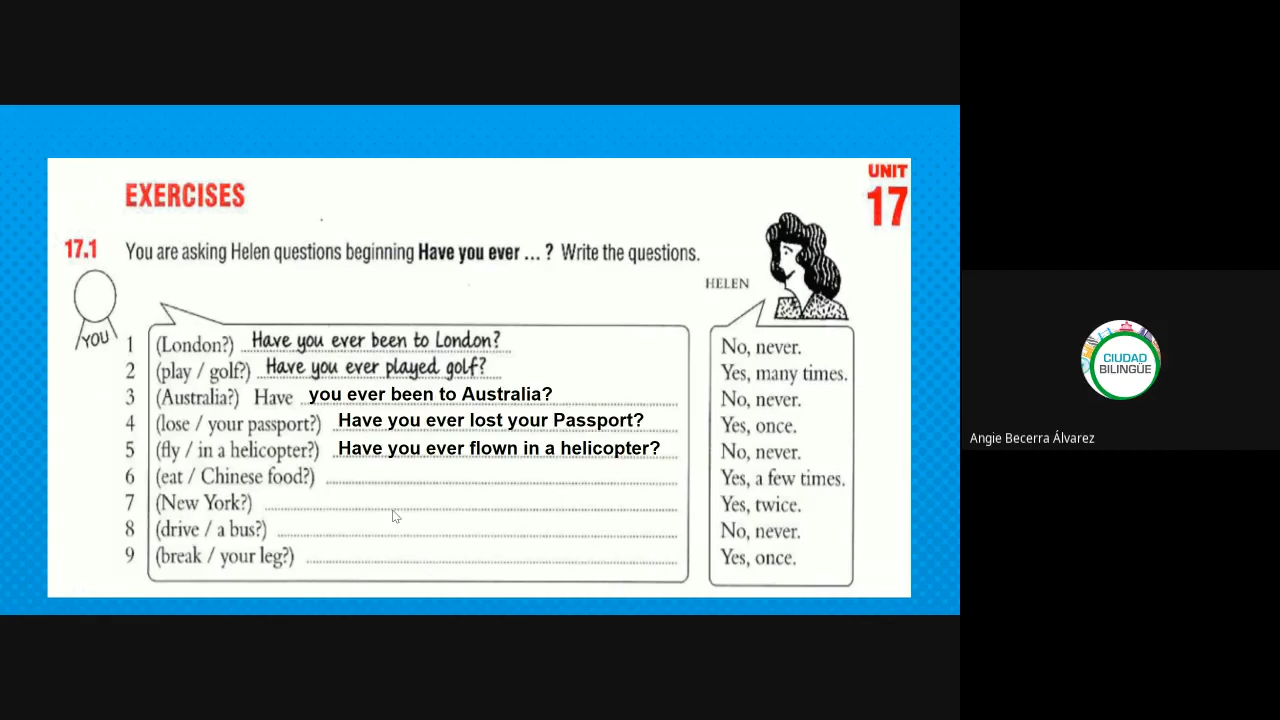 EXERCISES
UNIT
17
17.1 You are asking Helen questions beginning Have you ever ... ? Write the questions.
HELEN
YOU
1 (London?) Have you ever been to London? No, never.
2 (play / golf?) Have you ever played golf? Yes, many times.
3 (Australia?) Have you ever been to Australia? No, never.
4 (lose / your passport?) Have you ever lost your Passport? Yes, once.
5 (fly / in a helicopter?) Have you ever flown in a helicopter? No, never.
6 (eat / Chinese food?) Yes, a few times.
7 (New York?) Yes, twice.
8 (drive / a bus?) No, never.
9 (break / your leg?) Yes, once.
CIUDAD
BILINGÜE
Angie Becerra Álvarez